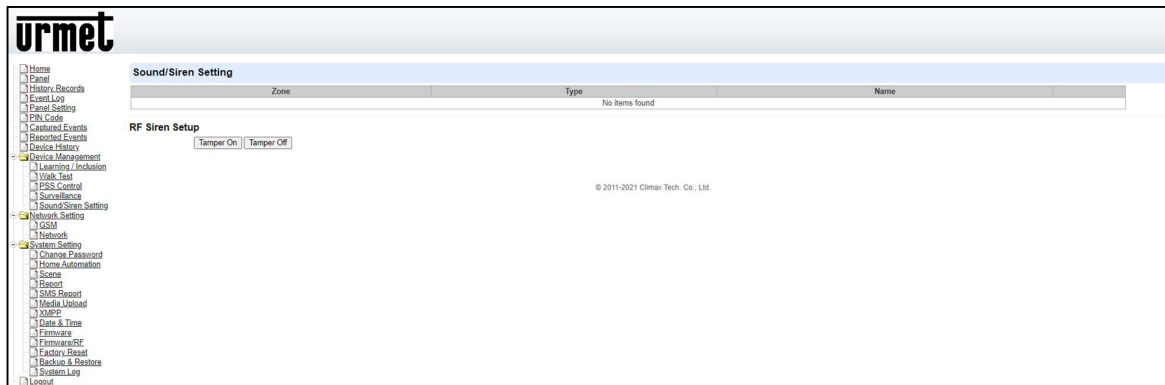 urmet
Home
Panel
History Records
Event Log
Panel Setting
PIN Code
Captured Events
Reported Events
Device History
Device Management
Learning / Inclusion
Walk Test
PSS Control
Surveillance
Sound/Siren Setting
Network Setting
GSM
Network
System Setting
Change Password
Home Automation
Scene
Report
SMS Report
Media Upload
XMPP
Date & Time
Firmware
Firmware/RF
Factory Reset
Backup & Restore
System Log
Logout
Sound/Siren Setting
Zone Type Name
No items found
RF Siren Setup
Tamper On Tamper Off
© 2011-2021 Climax Tech. Co., Ltd.